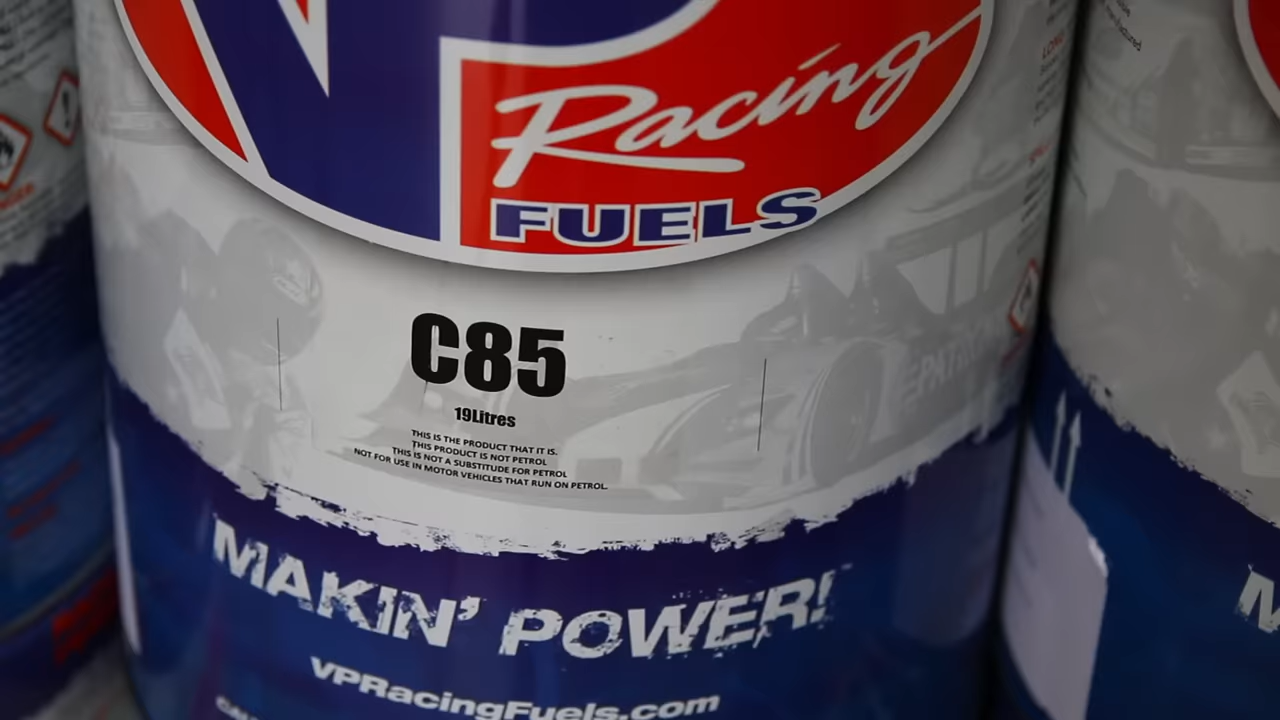 Racing
FUELS
C85
19Litres
THIS IS THE PRODUCT THAT IT IS.
THIS PRODUCT IS NOT PETROL
THIS IS NOT A SUBSTITUTE FOR PETROL
NOT FOR USE IN MOTOR VEHICLES THAT RUN ON PETROL.
MAKIN' POWER!
VPRacingFuels.com